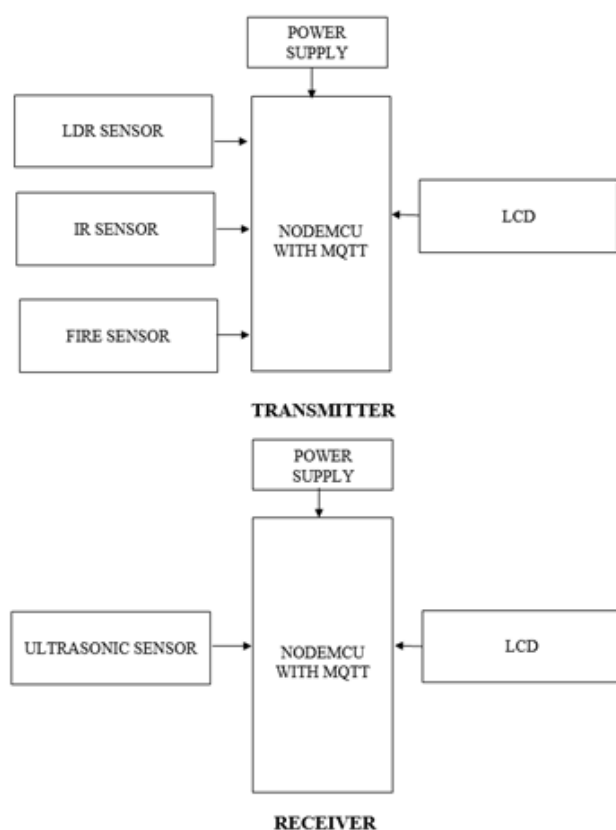 POWER
SUPPLY
LDR SENSOR
IR SENSOR
FIRE SENSOR
NODEMCU
WITH MQTT
LCD
TRANSMITTER
POWER
SUPPLY
ULTRASONIC SENSOR
NODEMCU
WITH MQTT
LCD
RECEIVER